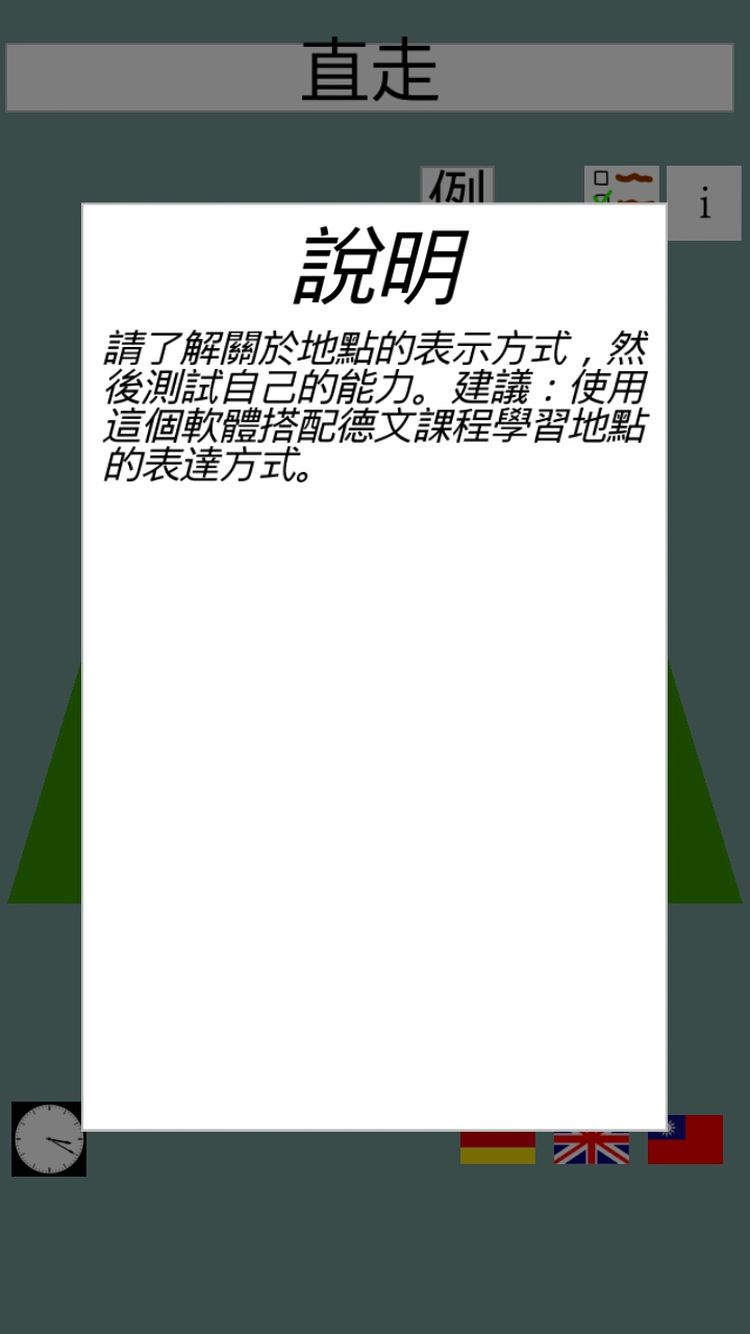 直走
例
i
說明
請了解關於地點的表示方式，然
後測試自己的能力。建議：使用
這個軟體搭配德文課程學習地點
的表達方式。